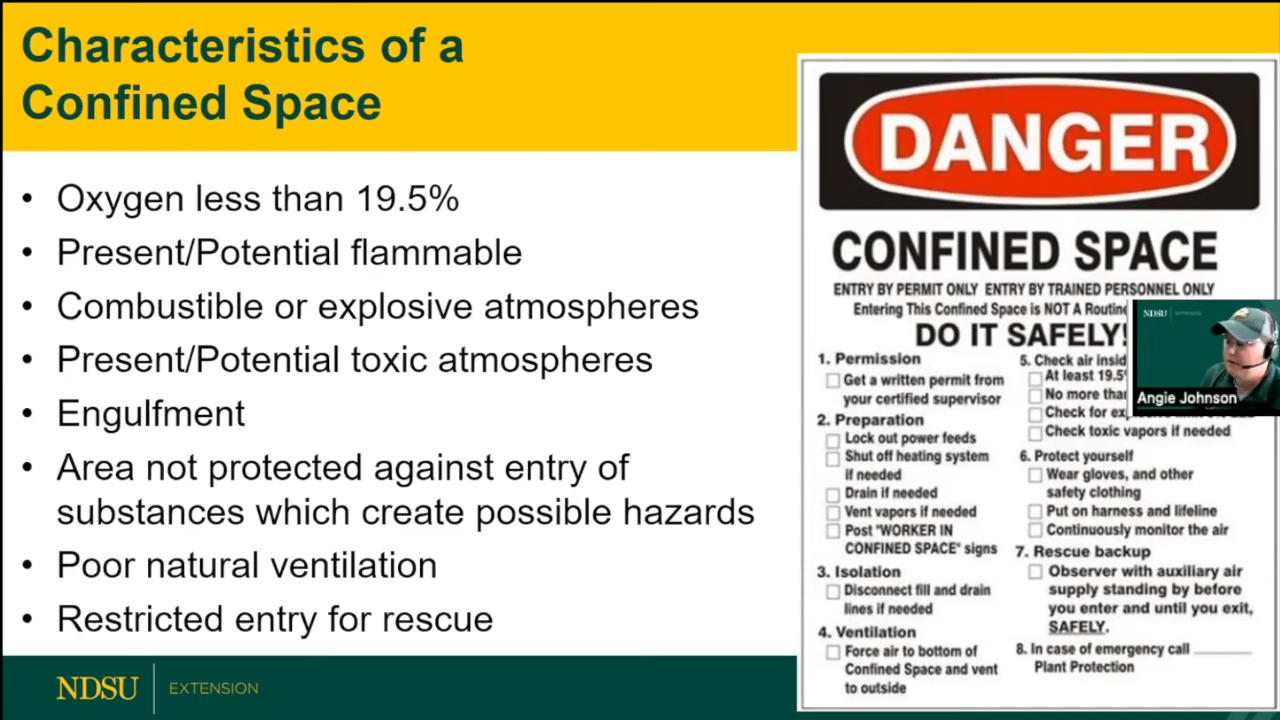 Characteristics of a
Confined Space
• Oxygen less than 19.5%
• Present/Potential flammable
• Combustible or explosive atmospheres
• Present/Potential toxic atmospheres
• Engulfment
• Area not protected against entry of
substances which create possible hazards
• Poor natural ventilation
• Restricted entry for rescue
NDSU EXTENSION
DANGER
CONFINED SPACE
ENTRY BY PERMIT ONLY ENTRY BY TRAINED PERSONNEL ONLY
Entering This Confined Space is NOT A Routine
DO IT SAFELY!
1. Permission
Get a written permit from
your certified supervisor
2. Preparation
Lock out power feeds
Shut off heating system
if needed
Drain if needed
Vent vapors if needed
Post "WORKER IN
CONFINED SPACE" signs
3. Isolation
Disconnect fill and drain
lines if needed
4. Ventilation
Force air to bottom of
Confined Space and vent
to outside
5. Check air
At least 19.5
No more
Check for
Check toxic vapors if needed
6. Protect yourself
Wear gloves, and other
safety clothing
Put on harness and lifeline
Continuously monitor the air
7. Rescue backup
Observer with auxiliary air
supply standing by before
you enter and until you exit,
SAFELY.
8. In case of emergency call
Plant Protection
NDSU EXTENSION
Angie Johnson